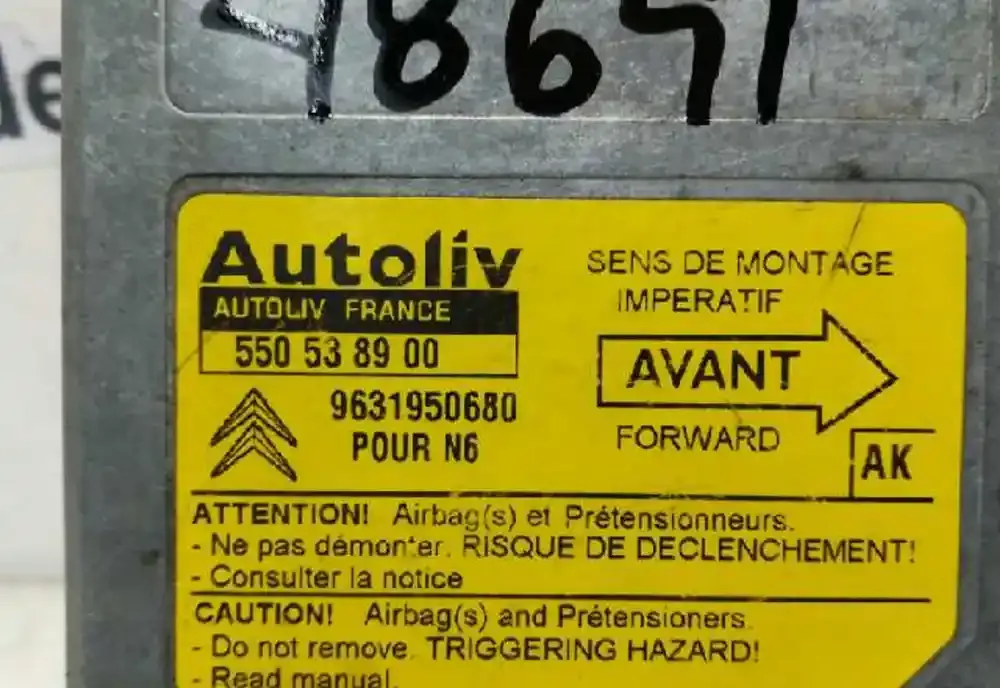 48657
Autoliv
AUTOLIV FRANCE
550 53 89 00
9631950680
POUR N6
SENS DE MONTAGE
IMPERATIF
AVANT
FORWARD
AK
ATTENTION! Airbag(s) et Prétensionneurs.
- Ne pas démonter. RISQUE DE DECLENCHEMENT!
- Consulter la notice
CAUTION! Airbag(s) and Prétensioners.
- Do not remove. TRIGGERING HAZARD!
- Read manual.